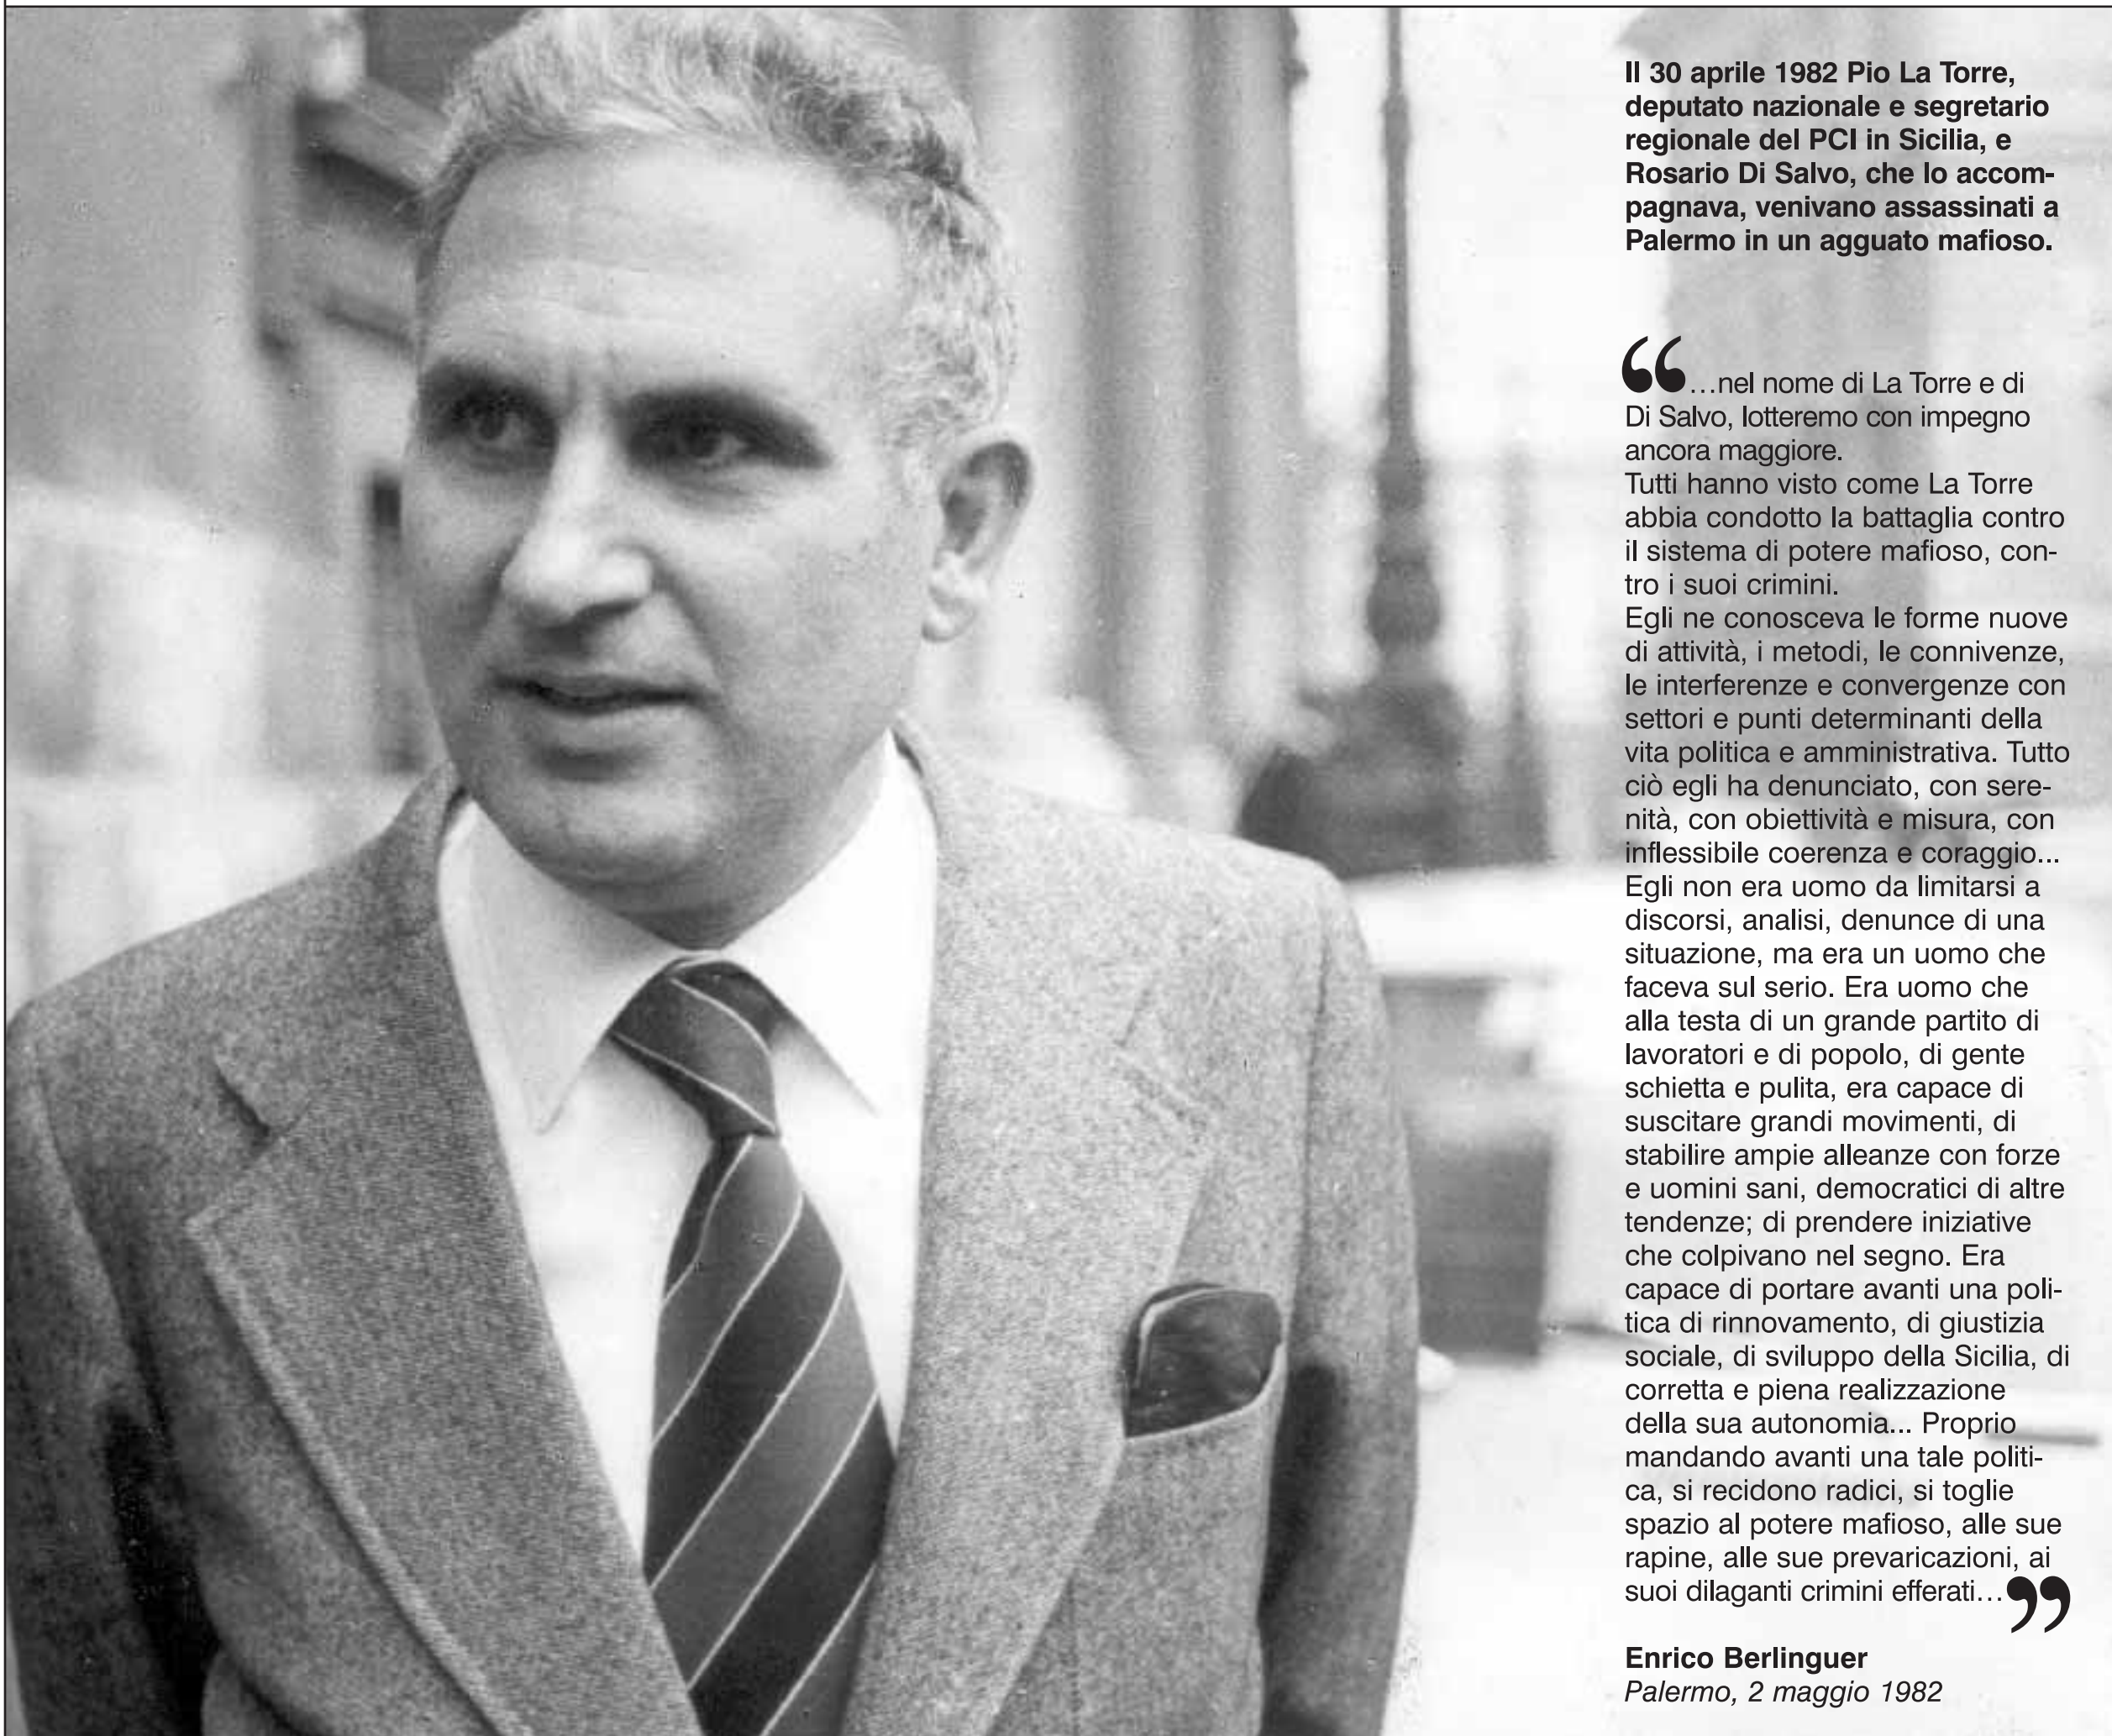 Il 30 aprile 1982 Pio La Torre,
deputato nazionale e segretario
regionale del PCI in Sicilia, e
Rosario Di Salvo, che lo accom-
pagnava, venivano assassinati a
Palermo in un agguato mafioso.
“…nel nome di La Torre e di
Di Salvo, lotteremo con impegno
ancora maggiore.
Tutti hanno visto come La Torre
abbia condotto la battaglia contro
il sistema di potere mafioso, con-
tro i suoi crimini.
Egli ne conosceva le forme nuove
di attività, i metodi, le connivenze,
le interferenze e convergenze con
settori e punti determinanti della
vita politica e amministrativa. Tutto
ciò egli ha denunciato, con sere-
nità, con obiettività e misura, con
inflessibile coerenza e coraggio...
Egli non era uomo da limitarsi a
discorsi, analisi, denunce di una
situazione, ma era un uomo che
faceva sul serio. Era uomo che
alla testa di un grande partito di
lavoratori e di popolo, di gente
schietta e pulita, era capace di
suscitare grandi movimenti, di
stabilire ampie alleanze con forze
e uomini sani, democratici di altre
tendenze; di prendere iniziative
che colpivano nel segno. Era
capace di portare avanti una poli-
tica di rinnovamento, di giustizia
sociale, di sviluppo della Sicilia, di
corretta e piena realizzazione
della sua autonomia... Proprio
mandando avanti una tale politi-
ca, si recidono radici, si toglie
spazio al potere mafioso, alle sue
rapine, alle sue prevaricazioni, ai
suoi dilaganti crimini efferati…”
Enrico Berlinguer
Palermo, 2 maggio 1982